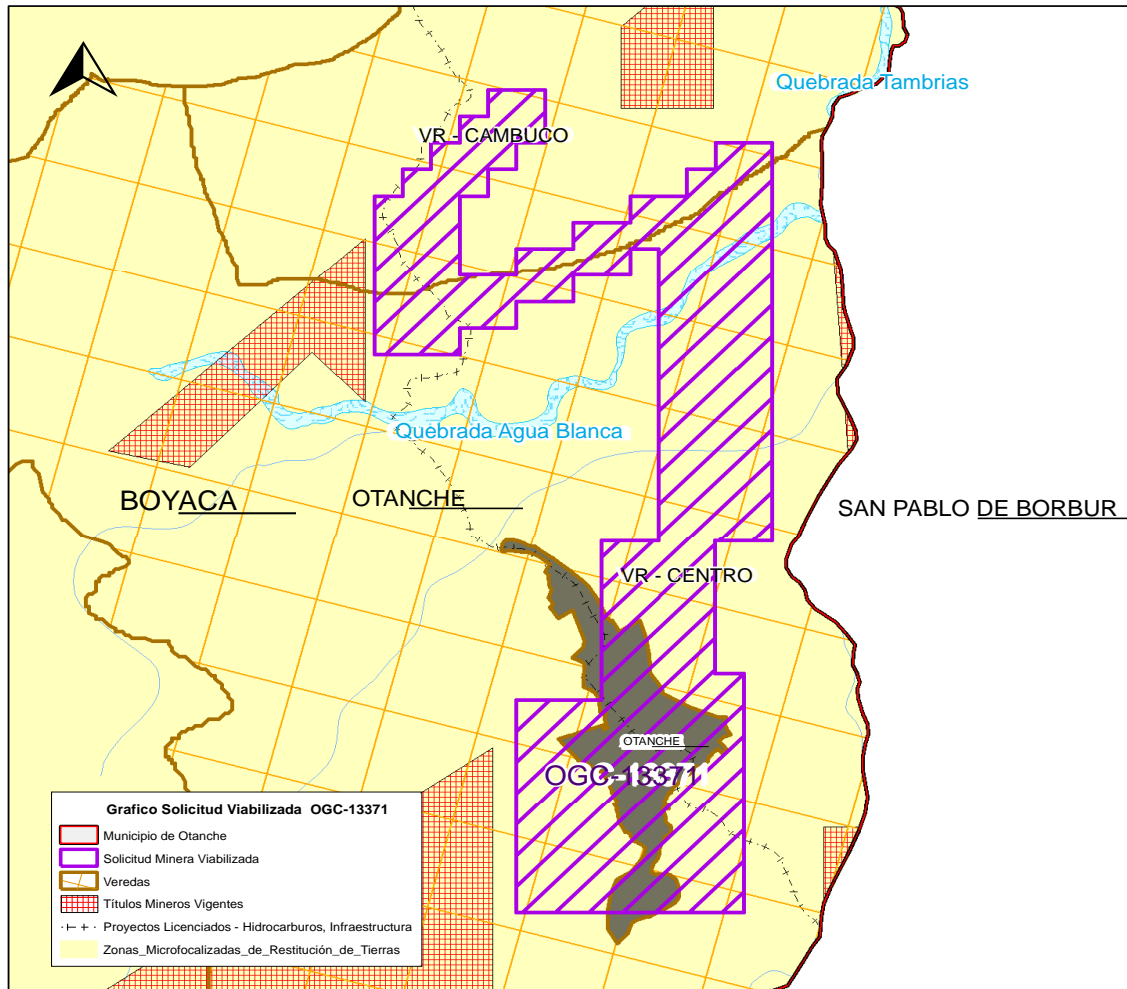 Quebrada Tambrias
VR - CAMBUCO
Quebrada Agua Blanca
BOYACA
OTANCHE
SAN PABLO DE BORBUR
VR - CENTRO
OTANCHE
OGC-13371
Grafico Solicitud Viabilizada OGC-13371
Municipio de Otanche
Solicitud Minera Viabilizada
Veredas
Títulos Mineros Vigentes
Proyectos Licenciados - Hidrocarburos, Infraestructura
Zonas_Microfocalizadas_de_Restitución_de_Tierras